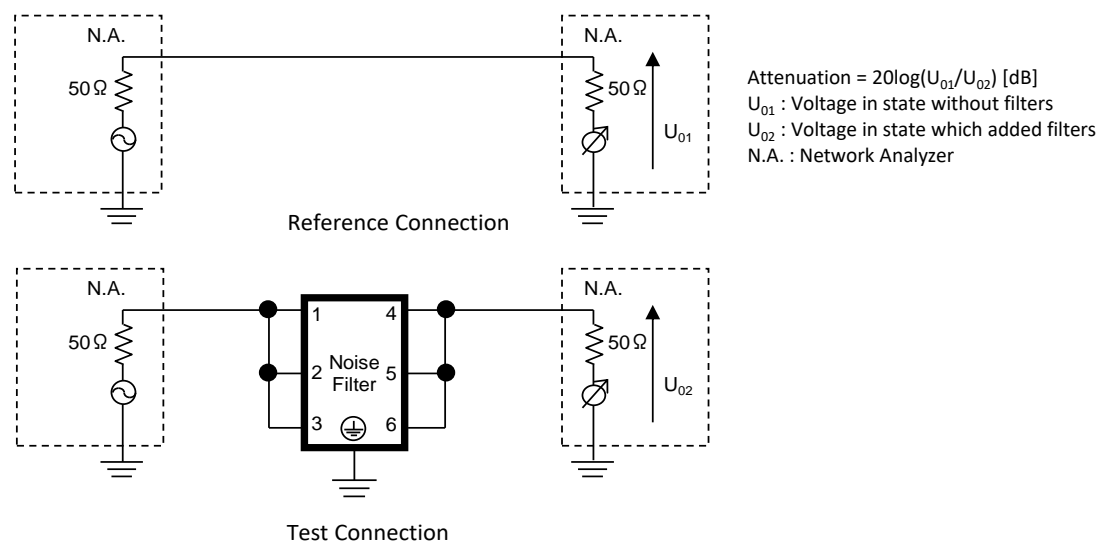 N.A.
N.A.
50Ω
50Ω
U01
Attenuation = 20log(U01/U02) [dB]
U01 : Voltage in state without filters
U02 : Voltage in state which added filters
N.A. : Network Analyzer
Reference Connection
N.A.
N.A.
50Ω
1
4
50Ω
2
Noise
Filter
5
U02
3
6
Test Connection